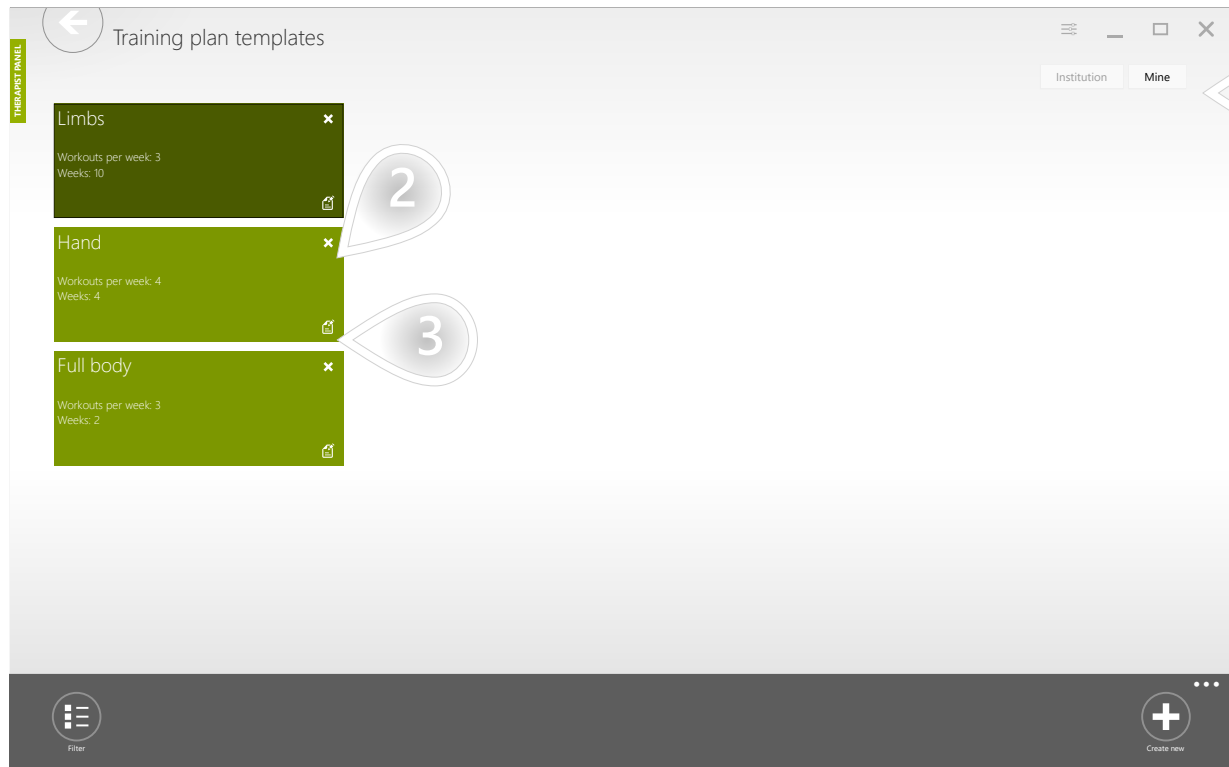 Training plan templates
THERAPIST PANEL
Institution
Mine
Limbs
Workouts per week: 3
Weeks: 10
2
Hand
Workouts per week: 4
Weeks: 4
3
Full body
Workouts per week: 3
Weeks: 2
Filter
Create new